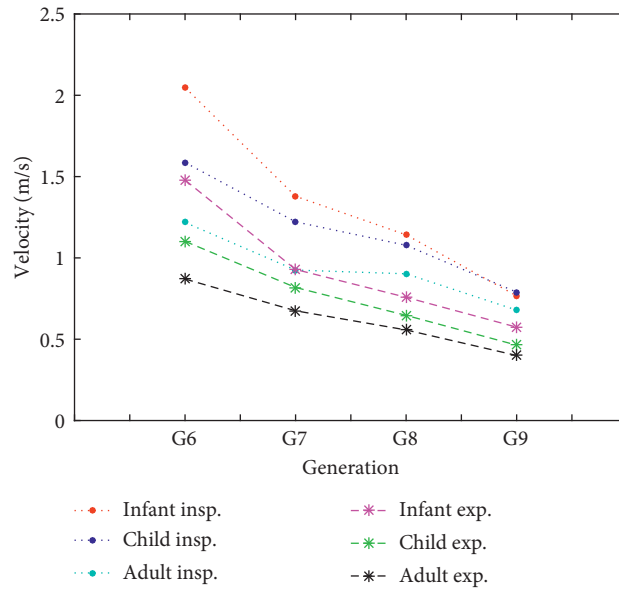 2.5
2
1.5
1
0.5
0
Velocity (m/s)
G6 G7 G8 G9
Generation
Infant insp.
Child insp.
Adult insp.
Infant exp.
Child exp.
Adult exp.